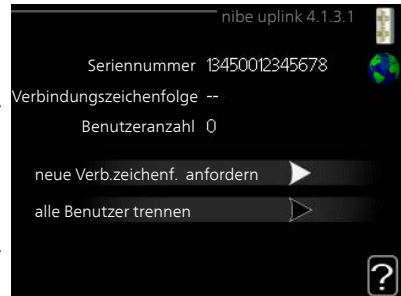 nibe uplink 4.1.3.1
Seriennummer 13450012345678
Verbindungszeichenfolge --
Benutzeranzahl 0
neue Verb.zeichenf. anfordern
alle Benutzer trennen
?